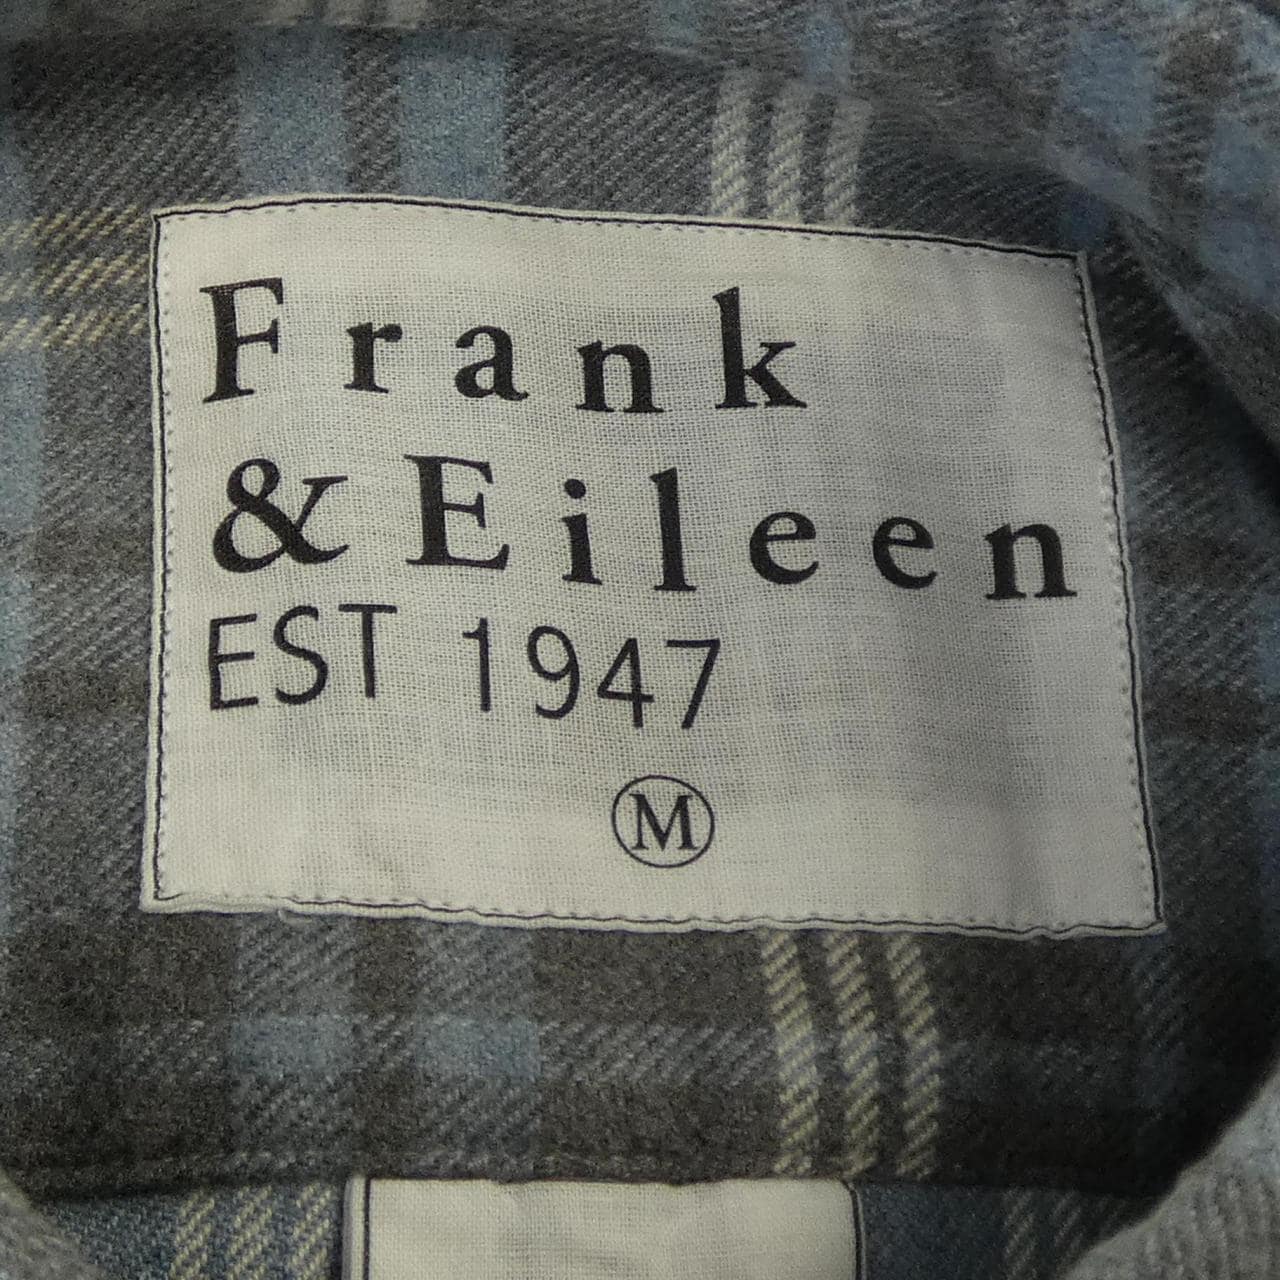 Frank
& Eileen
EST 1947
M